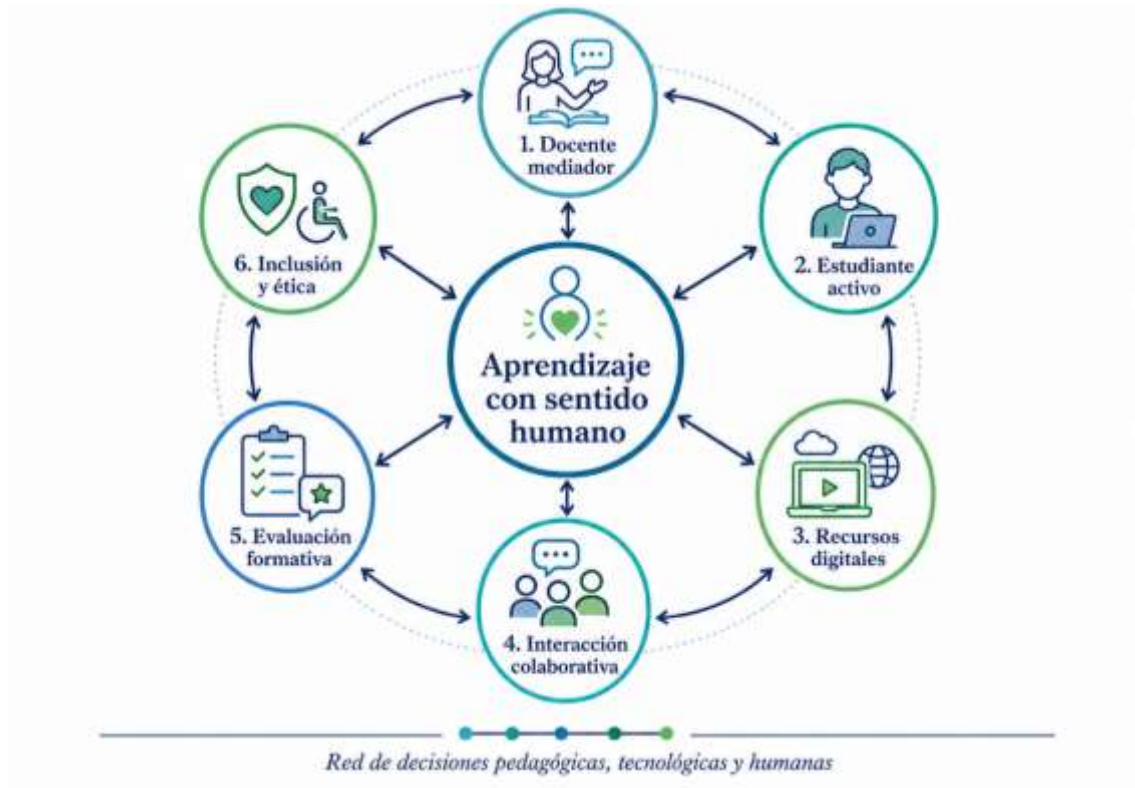 1. Docente
mediador
2. Estudiante
activo
3. Recursos
digitales
4. Interacción
colaborativa
5. Evaluación
formativa
6. Inclusión
y ética
Aprendizaje
con sentido
humano
Red de decisiones pedagógicas, tecnológicas y humanas